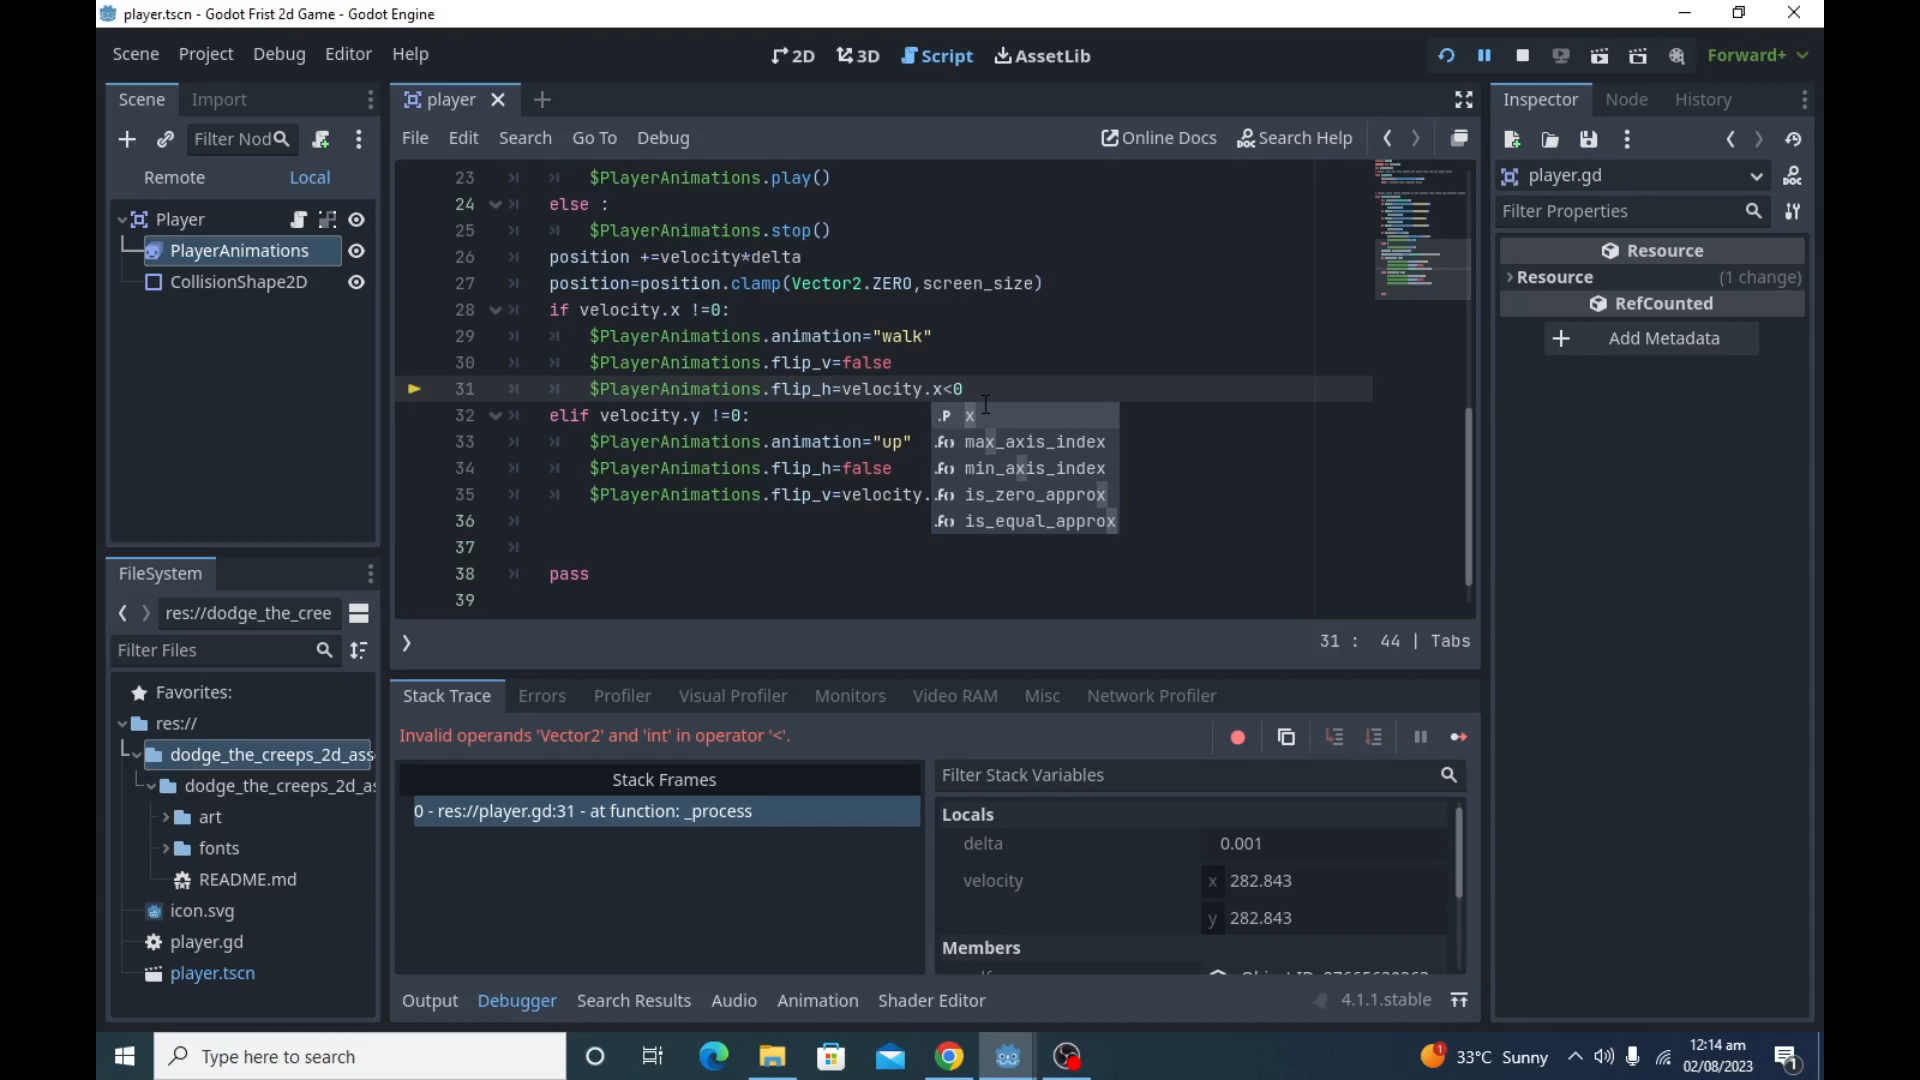 player.tscn - Godot Frist 2d Game - Godot Engine
Scene Project Debug Editor Help
2D 3D Script AssetLib
Forward+
Scene Import
Filter Nod
Remote Local
Player
PlayerAnimations
CollisionShape2D
player
File Edit Search Go To Debug
Online Docs Search Help
23 $PlayerAnimations.play()
24 else :
25 $PlayerAnimations.stop()
26 position +=velocity*delta
27 position=position.clamp(Vector2.ZERO,screen_size)
28 if velocity.x !=0:
29 $PlayerAnimations.animation="walk"
30 $PlayerAnimations.flip_v=false
31 $PlayerAnimations.flip_h=velocity.x<0
32 elif velocity.y !=0:
33 $PlayerAnimations.animation="up"
34 $PlayerAnimations.flip_h=false
35 $PlayerAnimations.flip_v=velocity.
36
37
38 pass
39
.P x
.f() max_axis_index
.f() min_axis_index
.f() is_zero_approx
.f() is_equal_approx
31 : 44 | Tabs
Inspector Node History
player.gd
Filter Properties
Resource
Resource (1 change)
RefCounted
Add Metadata
FileSystem
res://dodge_the_cree
Filter Files
Favorites:
res://
dodge_the_creeps_2d_ass
dodge_the_creeps_2d_as
art
fonts
README.md
icon.svg
player.gd
player.tscn
Stack Trace Errors Profiler Visual Profiler Monitors Video RAM Misc Network Profiler
Invalid operands 'Vector2' and 'int' in operator '<'.
Stack Frames
0 - res://player.gd:31 - at function: _process
Filter Stack Variables
Locals
delta 0.001
velocity x 282.843
y 282.843
Members
Output Debugger Search Results Audio Animation Shader Editor
4.1.1.stable
Type here to search
33°C Sunny
12:14 am
02/08/2023
1
1